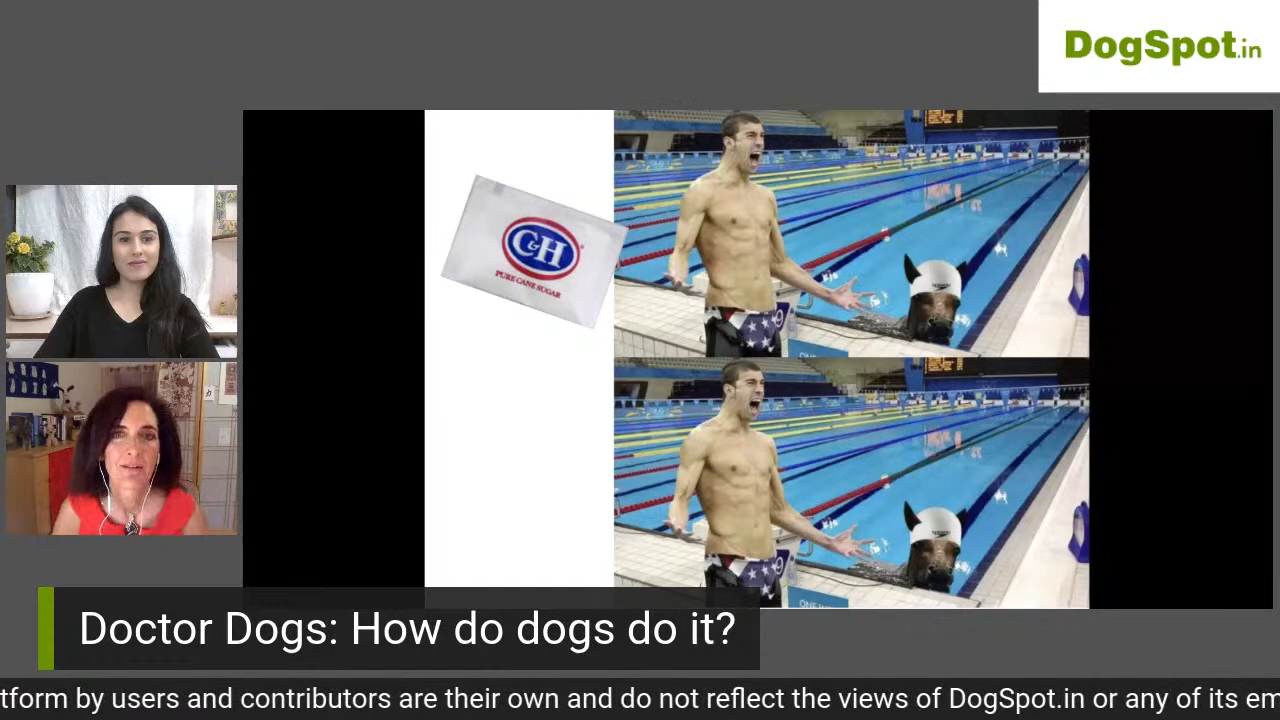 DogSpot.in
C&H
PURE CANE SUGAR
Doctor Dogs: How do dogs do it?
tform by users and contributors are their own and do not reflect the views of DogSpot.in or any of its em